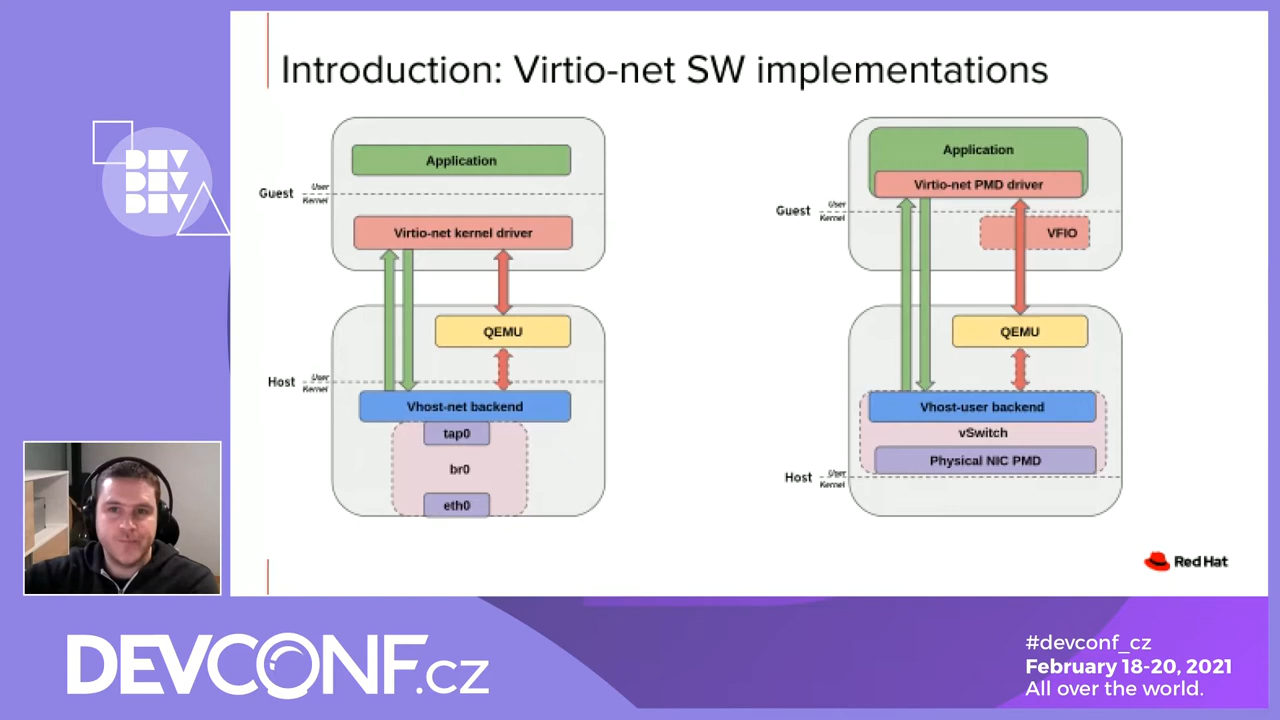 Introduction: Virtio-net SW implementations
Application
Guest
User
Kernel
Virtio-net kernel driver
QEMU
Host
User
Kernel
Vhost-net backend
tap0
br0
eth0
Application
Virtio-net PMD driver
Guest
User
Kernel
VFIO
QEMU
Vhost-user backend
vSwitch
Physical NIC PMD
Host
User
Kernel
Red Hat
DEV
DEV
DEV
DEVCONF.cz
#devconf_cz
February 18-20, 2021
All over the world.